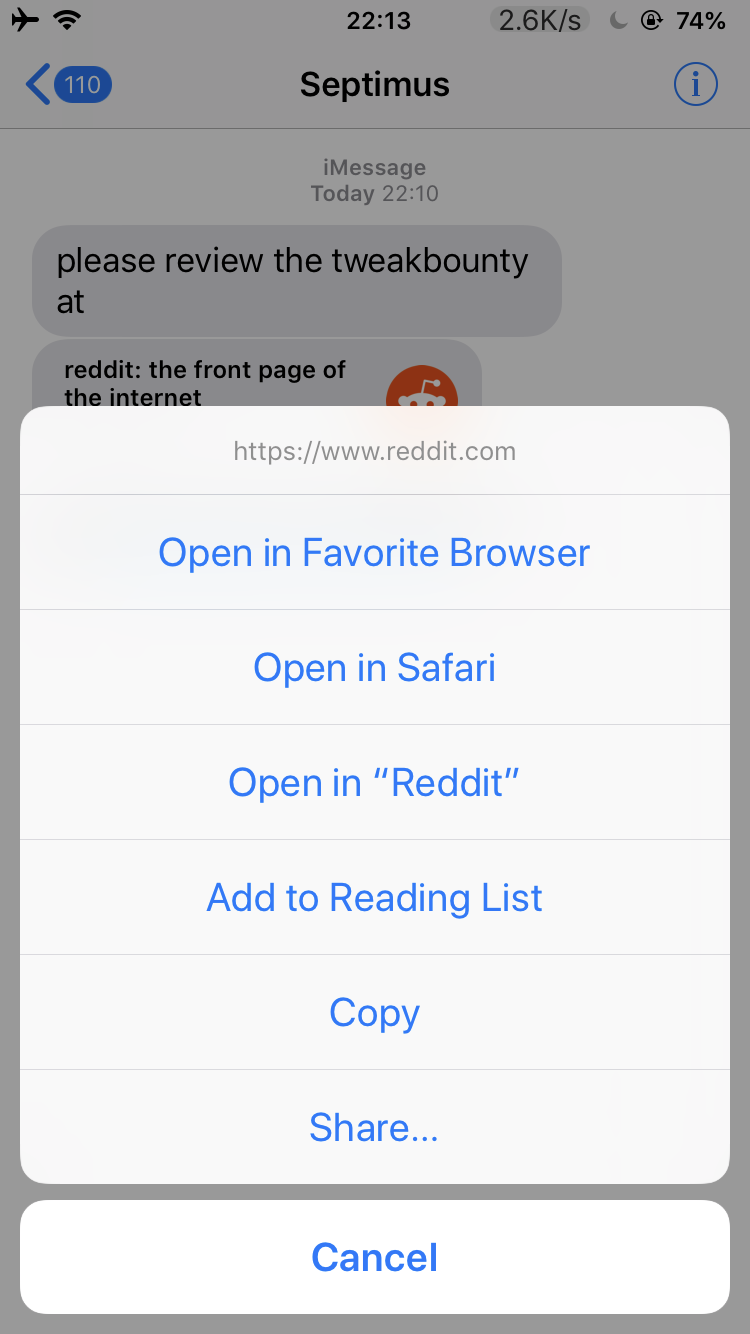 22:13 2.6K/s 74%
110 Septimus i
iMessage
Today 22:10
please review the tweakbounty
at
reddit: the front page of
the internet
https://www.reddit.com
Open in Favorite Browser
Open in Safari
Open in “Reddit”
Add to Reading List
Copy
Share...
Cancel